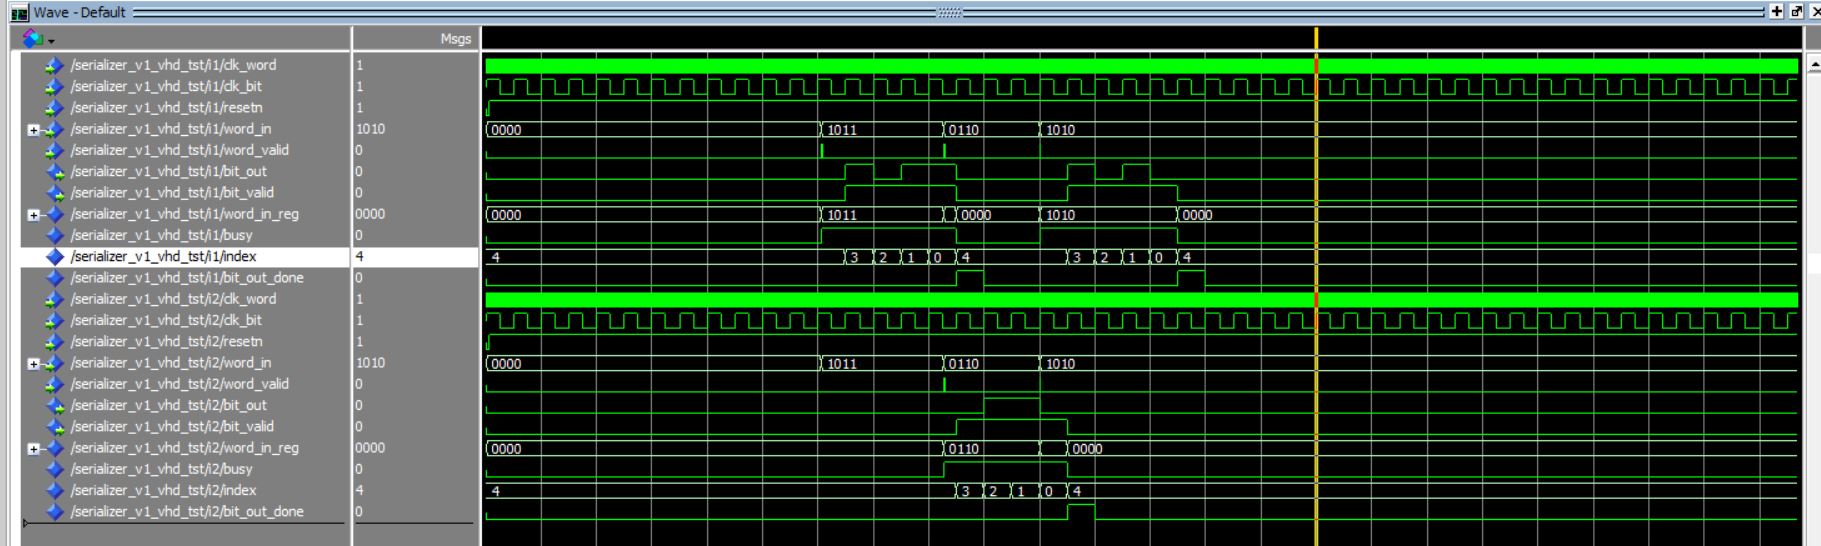 Wave - Default
Msgs
/serializer_v1_vhd_tst/i1/clk_word 1
/serializer_v1_vhd_tst/i1/clk_bit 1
/serializer_v1_vhd_tst/i1/resetn 1
/serializer_v1_vhd_tst/i1/word_in 1010 0000 1011 0110 1010
/serializer_v1_vhd_tst/i1/word_valid 0
/serializer_v1_vhd_tst/i1/bit_out 0
/serializer_v1_vhd_tst/i1/bit_valid 0
/serializer_v1_vhd_tst/i1/word_in_reg 0000 0000 1011 0000 1010 0000
/serializer_v1_vhd_tst/i1/busy 0
/serializer_v1_vhd_tst/i1/index 4 4 3 2 1 0 4 3 2 1 0 4
/serializer_v1_vhd_tst/i1/bit_out_done 0
/serializer_v1_vhd_tst/i2/clk_word 1
/serializer_v1_vhd_tst/i2/clk_bit 1
/serializer_v1_vhd_tst/i2/resetn 1
/serializer_v1_vhd_tst/i2/word_in 1010 0000 1011 0110 1010
/serializer_v1_vhd_tst/i2/word_valid 0
/serializer_v1_vhd_tst/i2/bit_out 0
/serializer_v1_vhd_tst/i2/bit_valid 0
/serializer_v1_vhd_tst/i2/word_in_reg 0000 0000 0110 0000
/serializer_v1_vhd_tst/i2/busy 0
/serializer_v1_vhd_tst/i2/index 4 4 3 2 1 0 4
/serializer_v1_vhd_tst/i2/bit_out_done 0